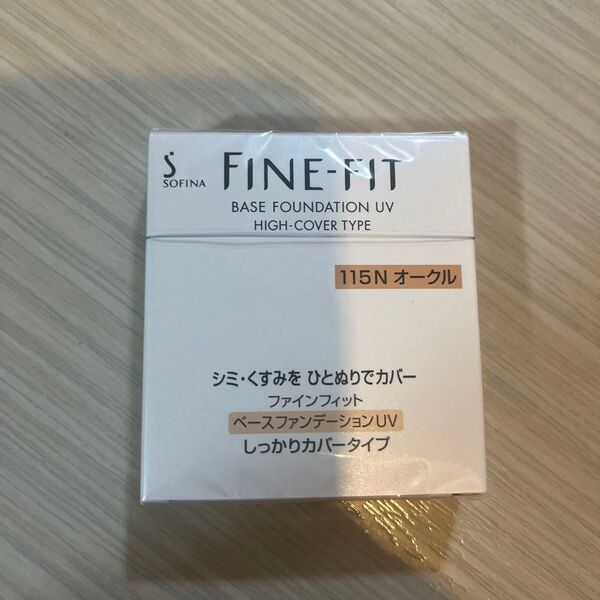 SOFINA
FINE-FIT
BASE FOUNDATION UV
HIGH-COVER TYPE
115N オークル
シミ・くすみを ひとぬりでカバー
ファインフィット
ベースファンデーションUV
しっかりカバータイプ